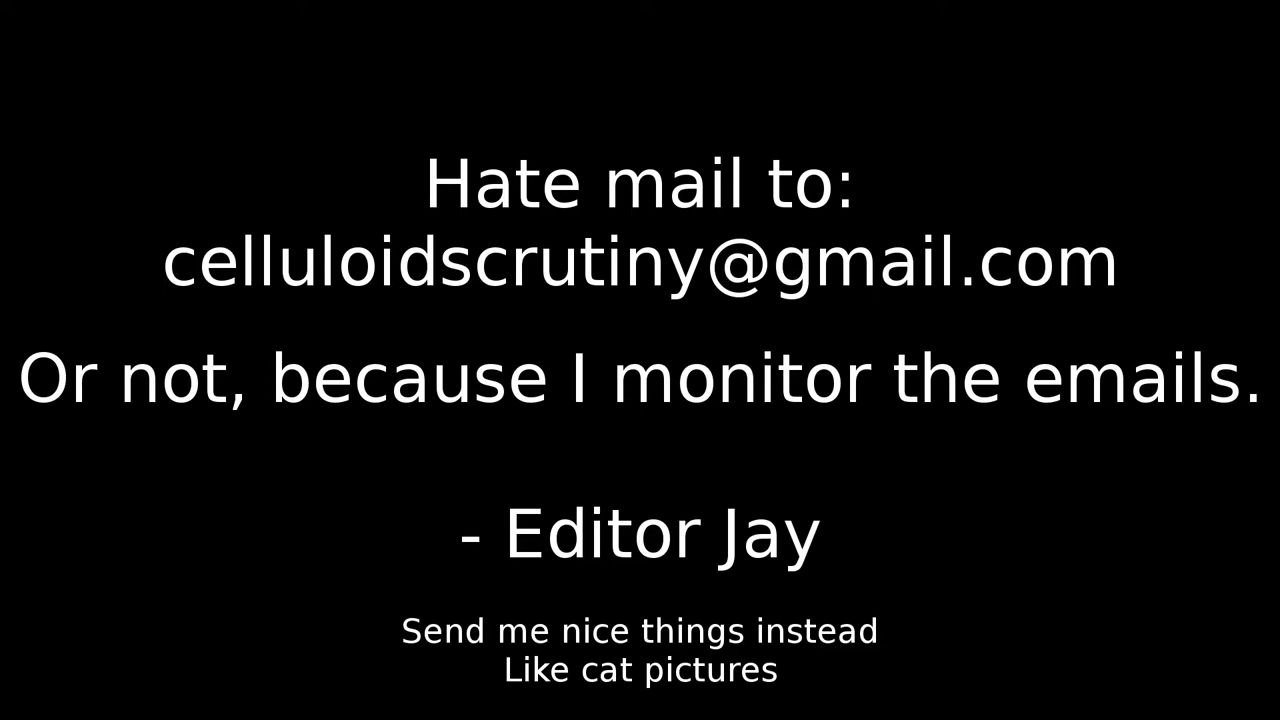 Hate mail to:
celluloidscrutiny@gmail.com
Or not, because I monitor the emails.
- Editor Jay
Send me nice things instead
Like cat pictures